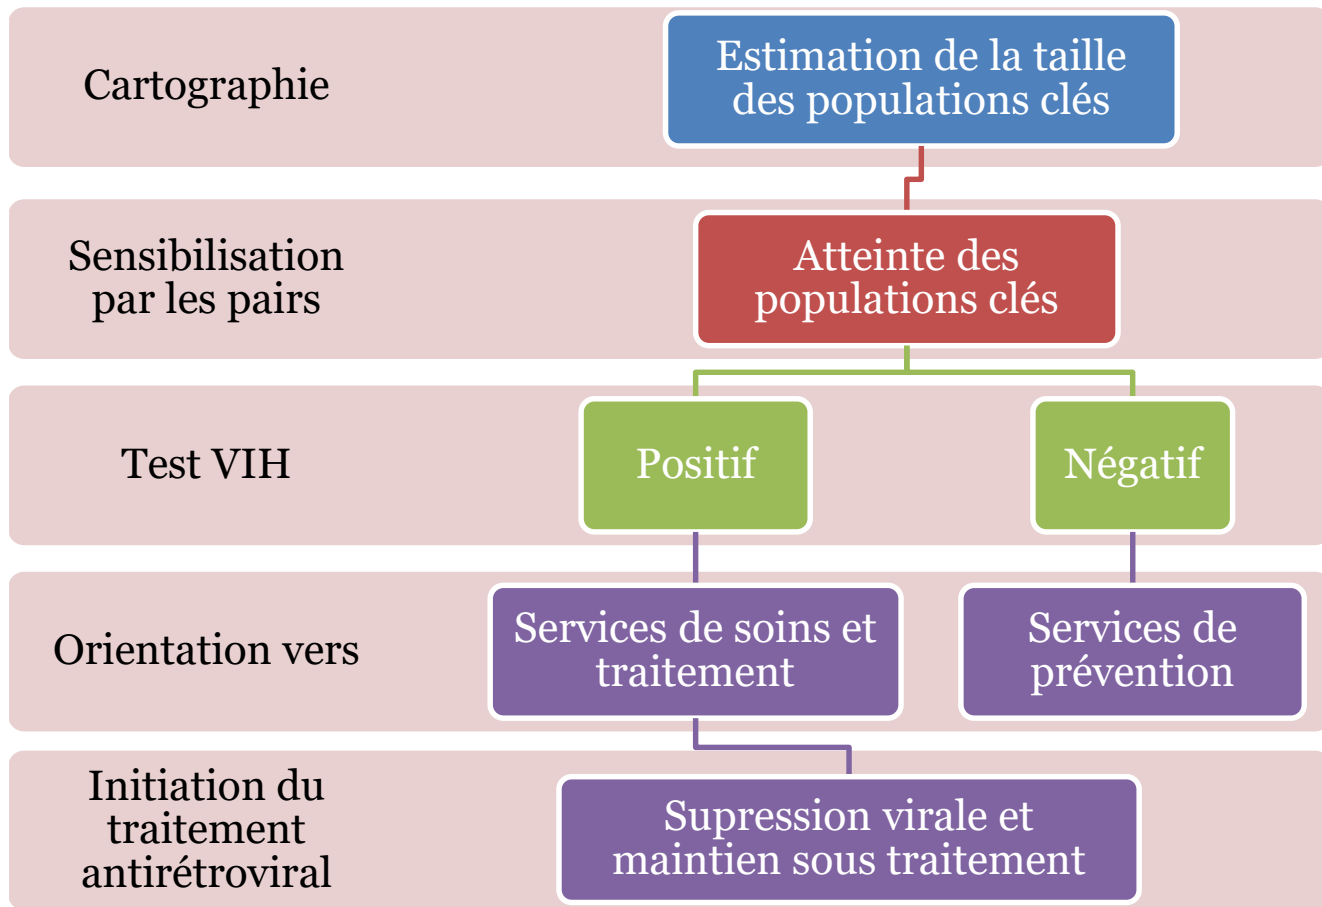 Cartographie
Estimation de la taille
des populations clés
Sensibilisation
par les pairs
Atteinte des
populations clés
Test VIH
Positif
Négatif
Orientation vers
Services de soins et
traitement
Services de
prévention
Initiation du
traitement
antirétroviral
Supression virale et
maintien sous traitement